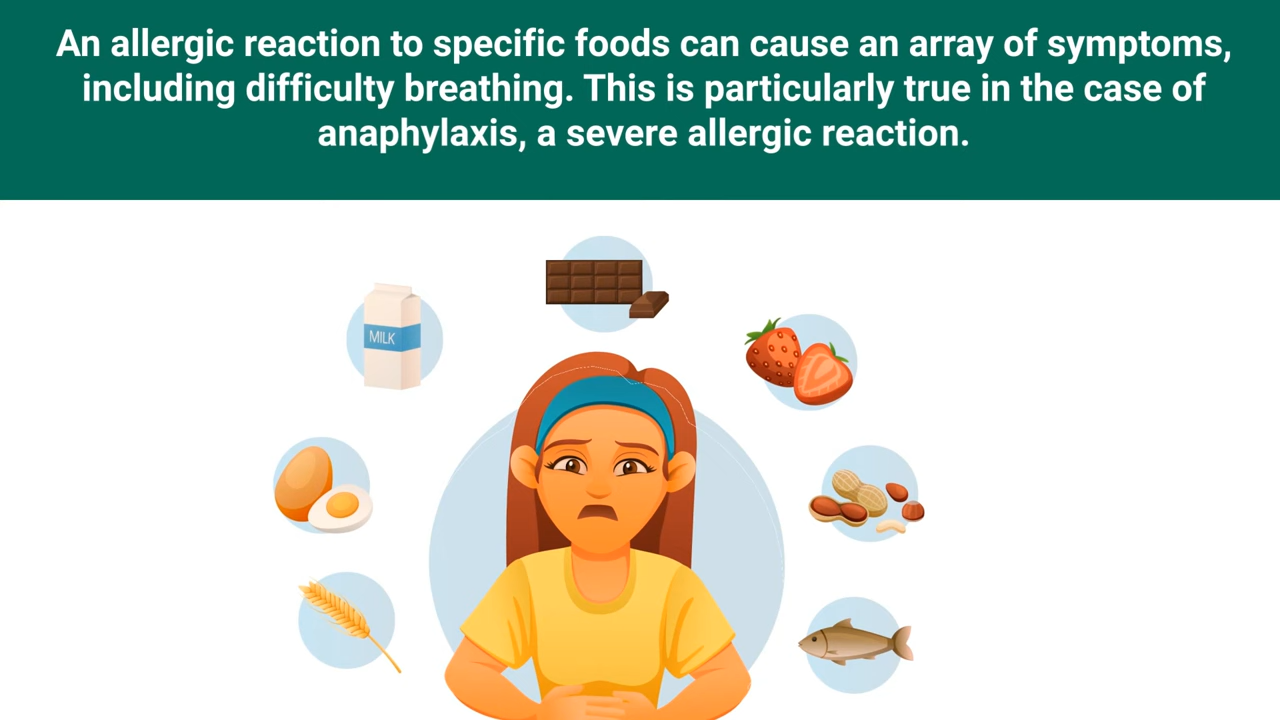 An allergic reaction to specific foods can cause an array of symptoms,
including difficulty breathing. This is particularly true in the case of
anaphylaxis, a severe allergic reaction.
MILK